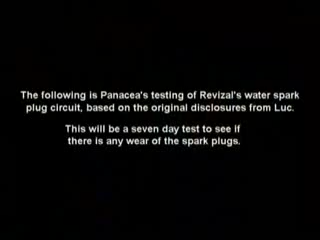 The following is Panacea's testing of Revizal's water spark
plug circuit, based on the original disclosures from Luc.
This will be a seven day test to see if
there is any wear of the spark plugs.